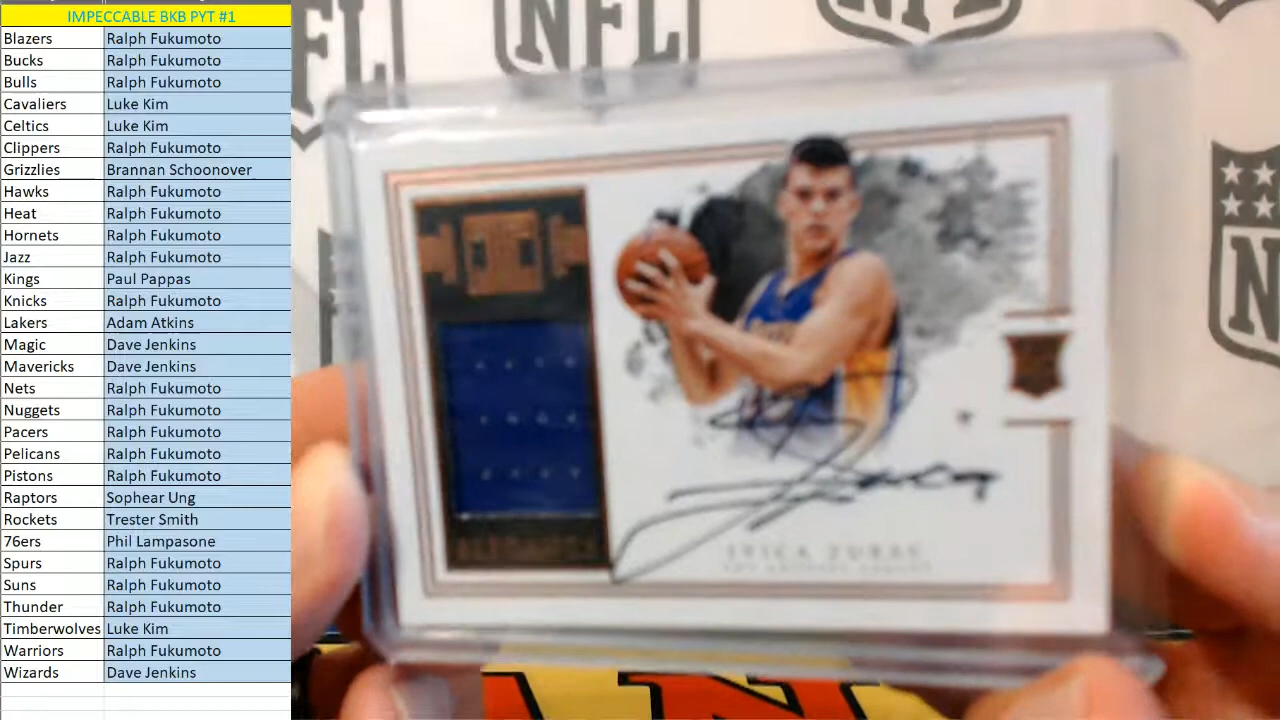 IMPECCABLE BKB PYT #1
Blazers Ralph Fukumoto
Bucks Ralph Fukumoto
Bulls Ralph Fukumoto
Cavaliers Luke Kim
Celtics Luke Kim
Clippers Ralph Fukumoto
Grizzlies Brannan Schoonover
Hawks Ralph Fukumoto
Heat Ralph Fukumoto
Hornets Ralph Fukumoto
Jazz Ralph Fukumoto
Kings Paul Pappas
Knicks Ralph Fukumoto
Lakers Adam Atkins
Magic Dave Jenkins
Mavericks Dave Jenkins
Nets Ralph Fukumoto
Nuggets Ralph Fukumoto
Pacers Ralph Fukumoto
Pelicans Ralph Fukumoto
Pistons Ralph Fukumoto
Raptors Sophear Ung
Rockets Trester Smith
76ers Phil Lampasone
Spurs Ralph Fukumoto
Suns Ralph Fukumoto
Thunder Ralph Fukumoto
Timberwolves Luke Kim
Warriors Ralph Fukumoto
Wizards Dave Jenkins
NFL
NFL
IVICA ZUBAC
LOS ANGELES LAKERS